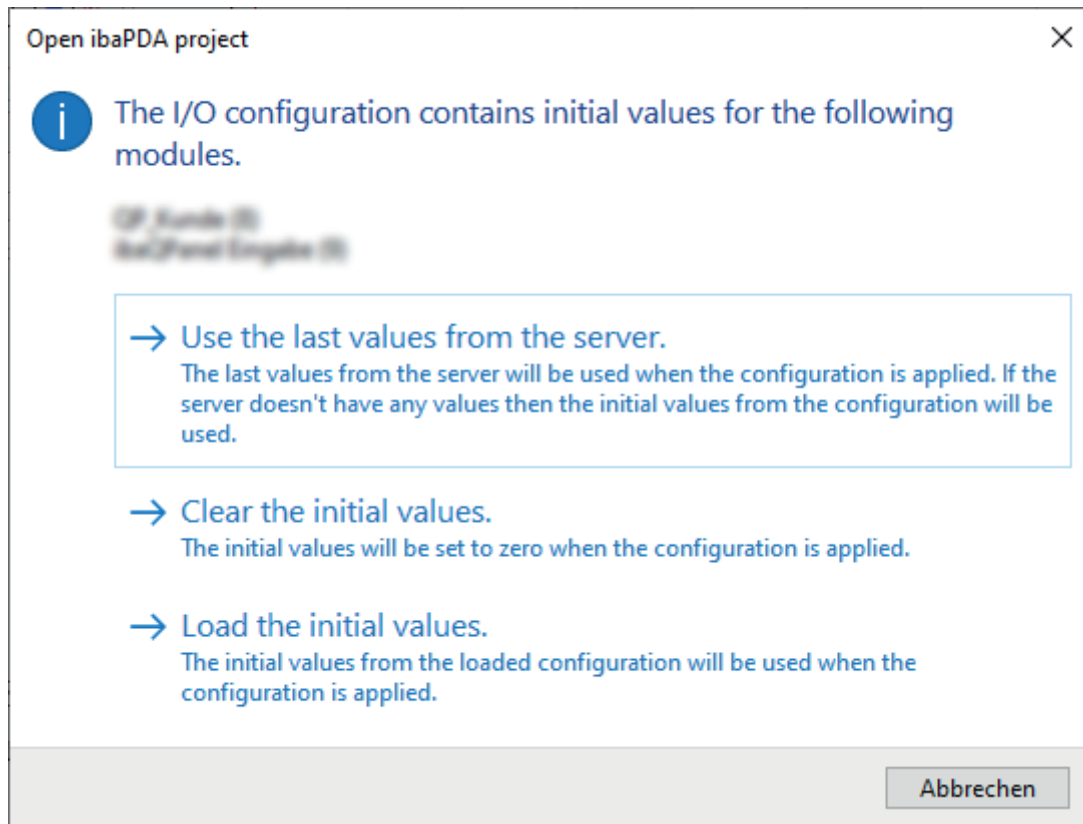 Open ibaPDA project
The I/O configuration contains initial values for the following
modules.
Use the last values from the server.
The last values from the server will be used when the configuration is applied. If the
server doesn't have any values then the initial values from the configuration will be
used.
Clear the initial values.
The initial values will be set to zero when the configuration is applied.
Load the initial values.
The initial values from the loaded configuration will be used when the
configuration is applied.
Abbrechen